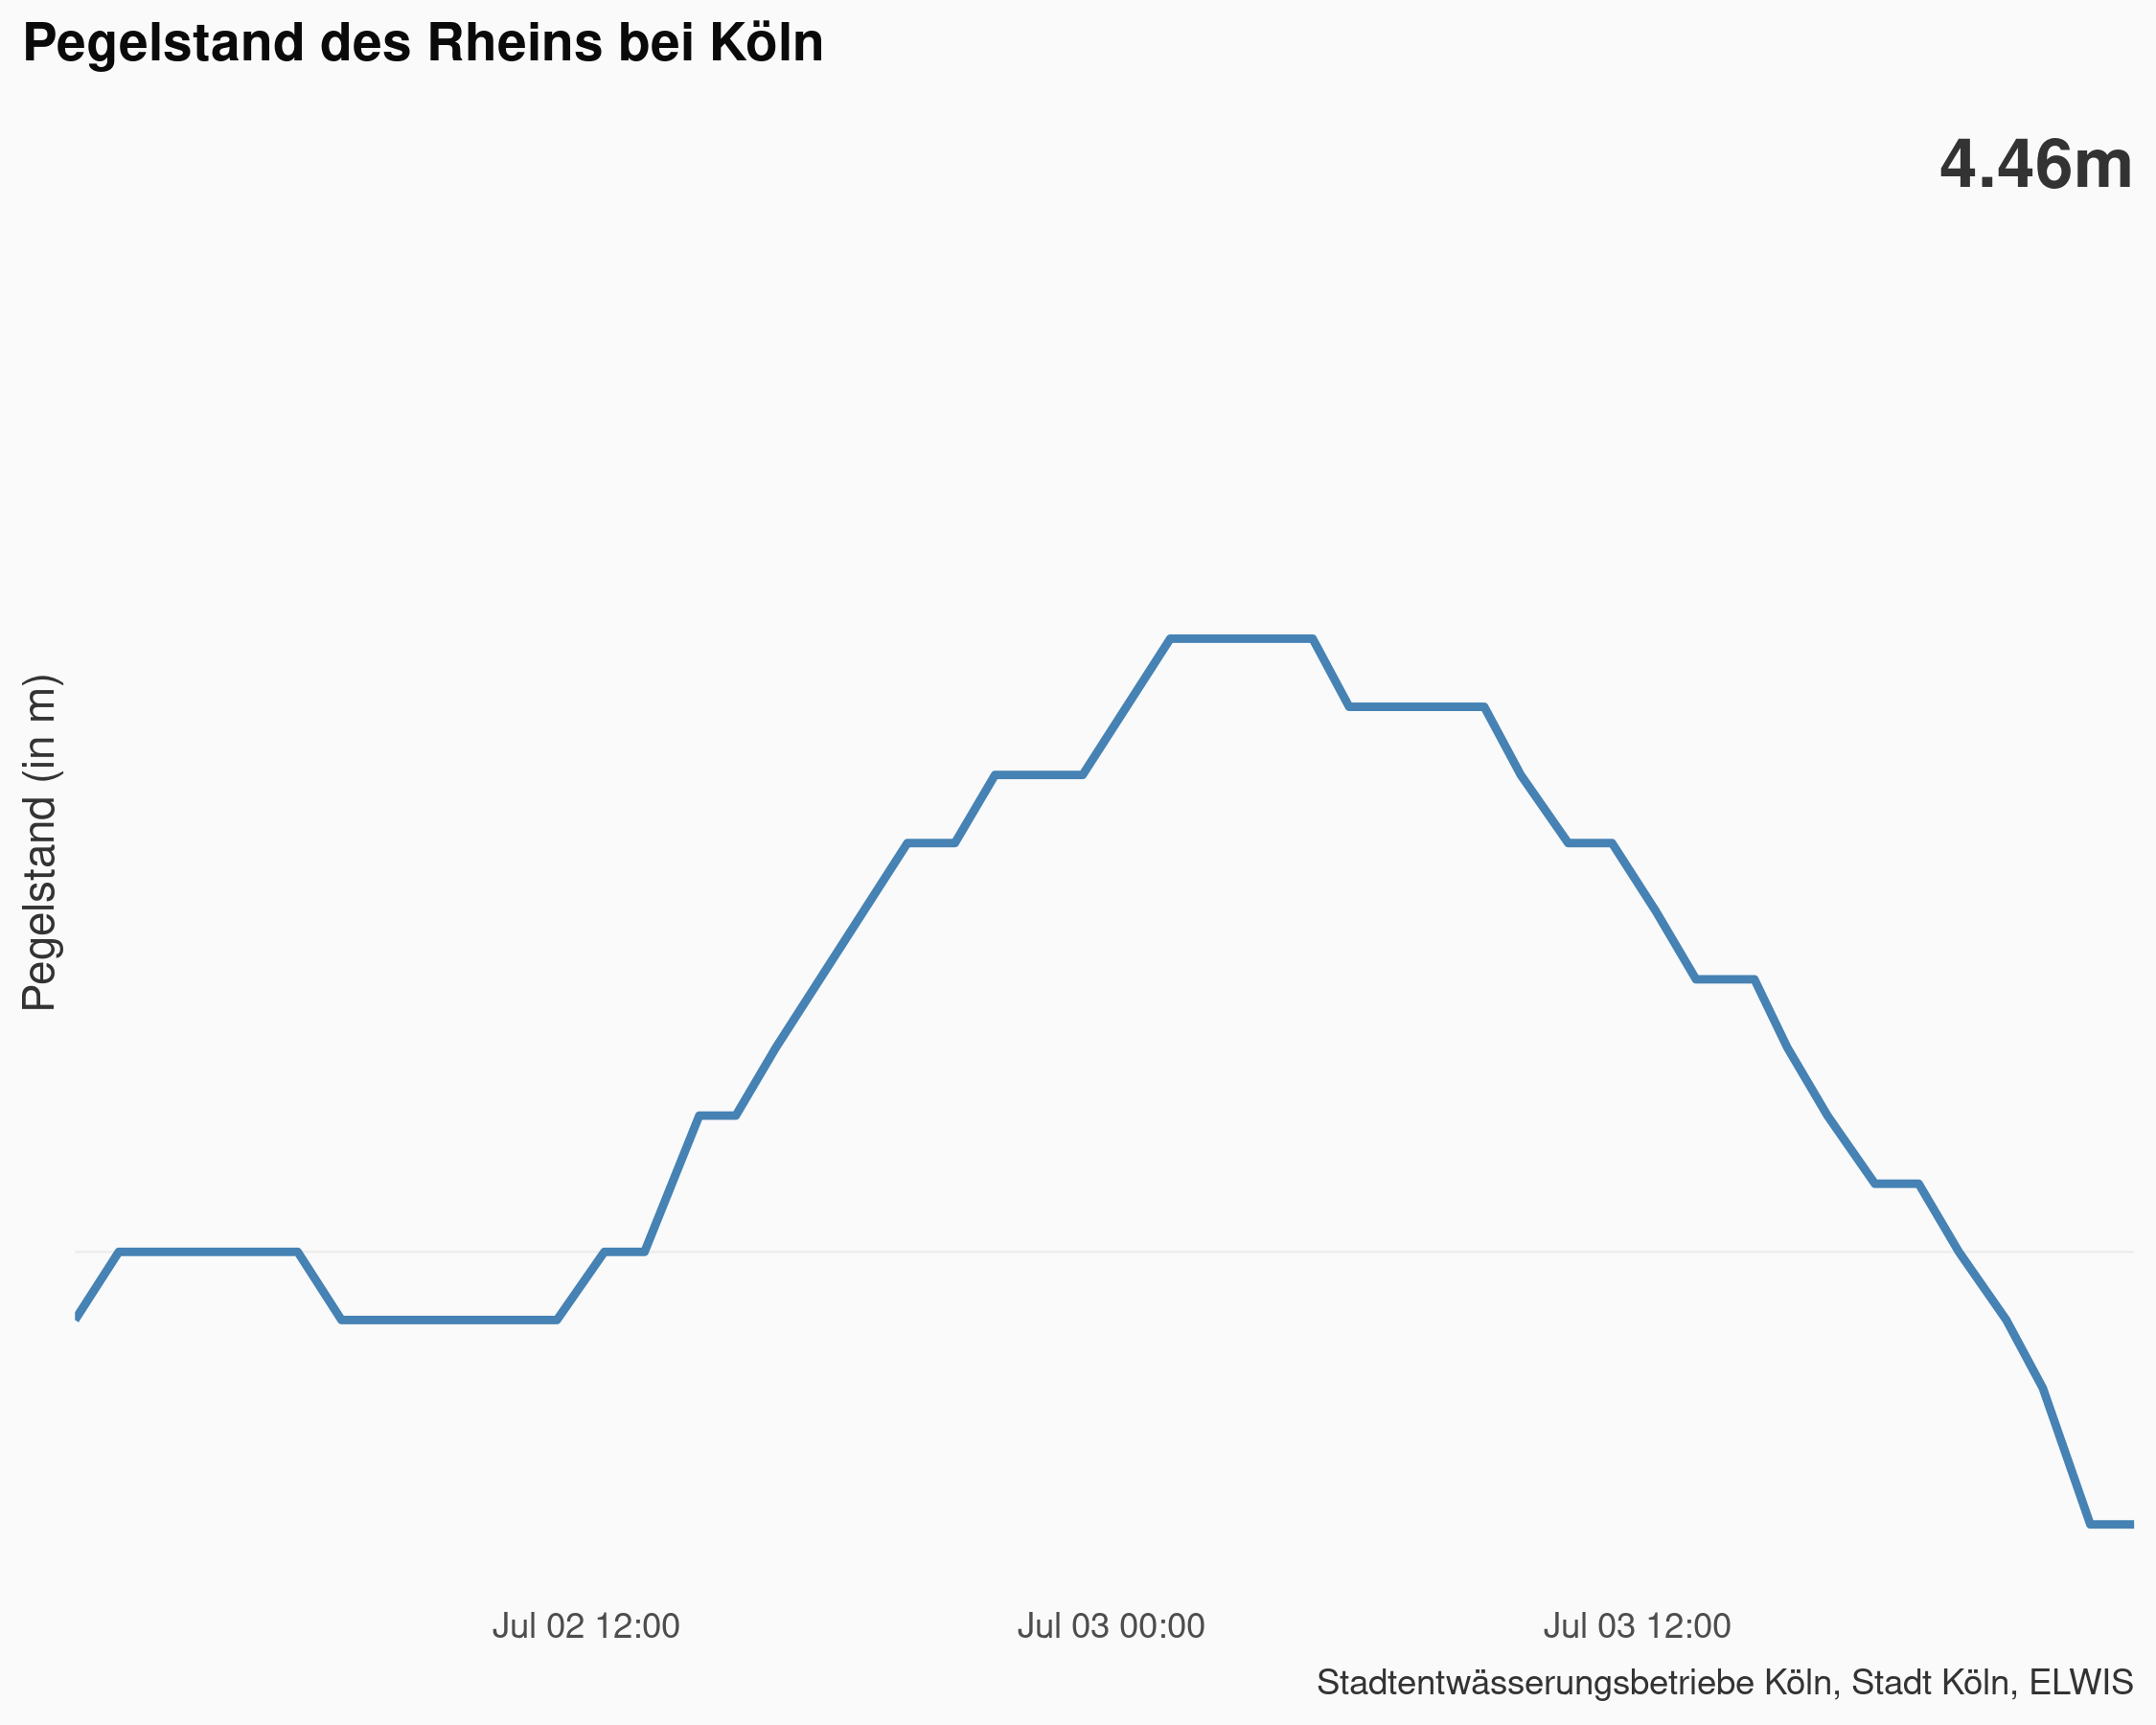 Pegelstand des Rheins bei Köln
4.46m
Pegelstand (in m)
Jul 02 12:00
Jul 03 00:00
Jul 03 12:00
Stadtentwässerungsbetriebe Köln, Stadt Köln, ELWIS